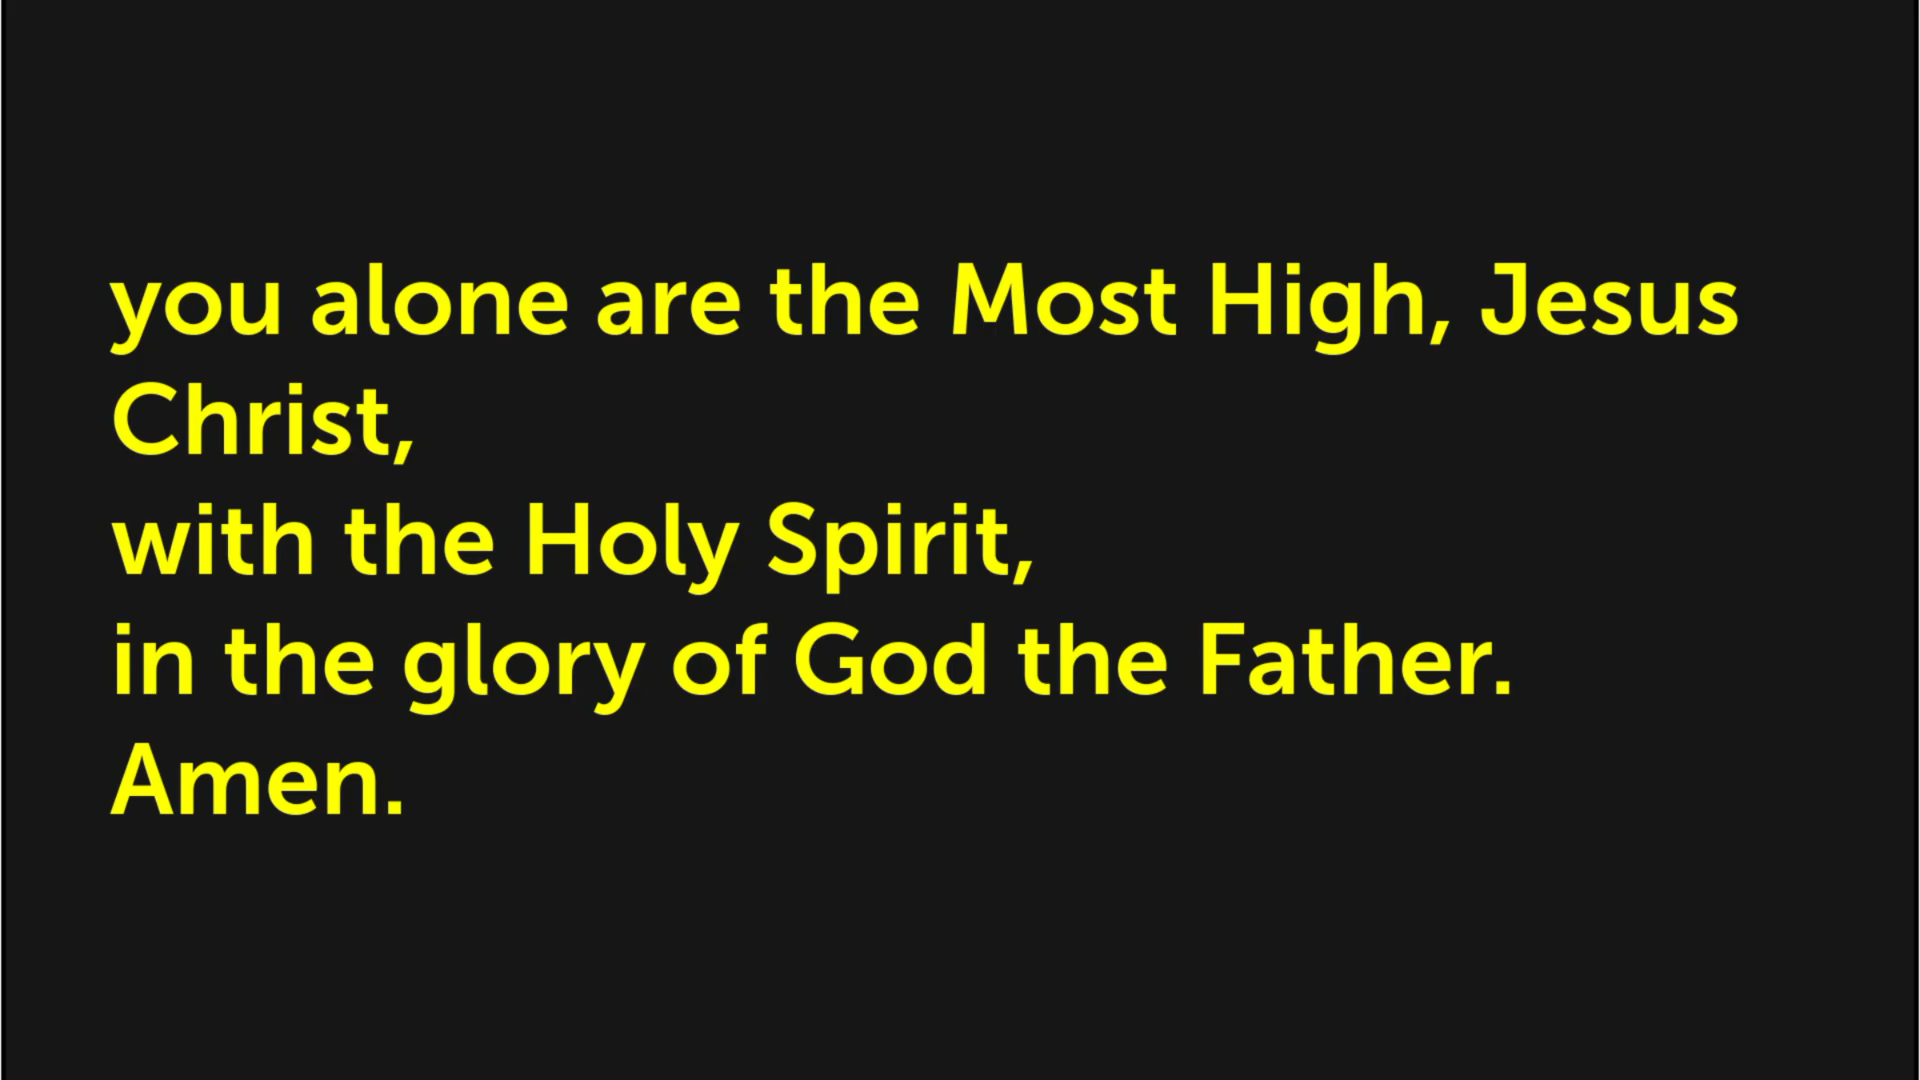 you alone are the Most High, Jesus
Christ,
with the Holy Spirit,
in the glory of God the Father.
Amen.